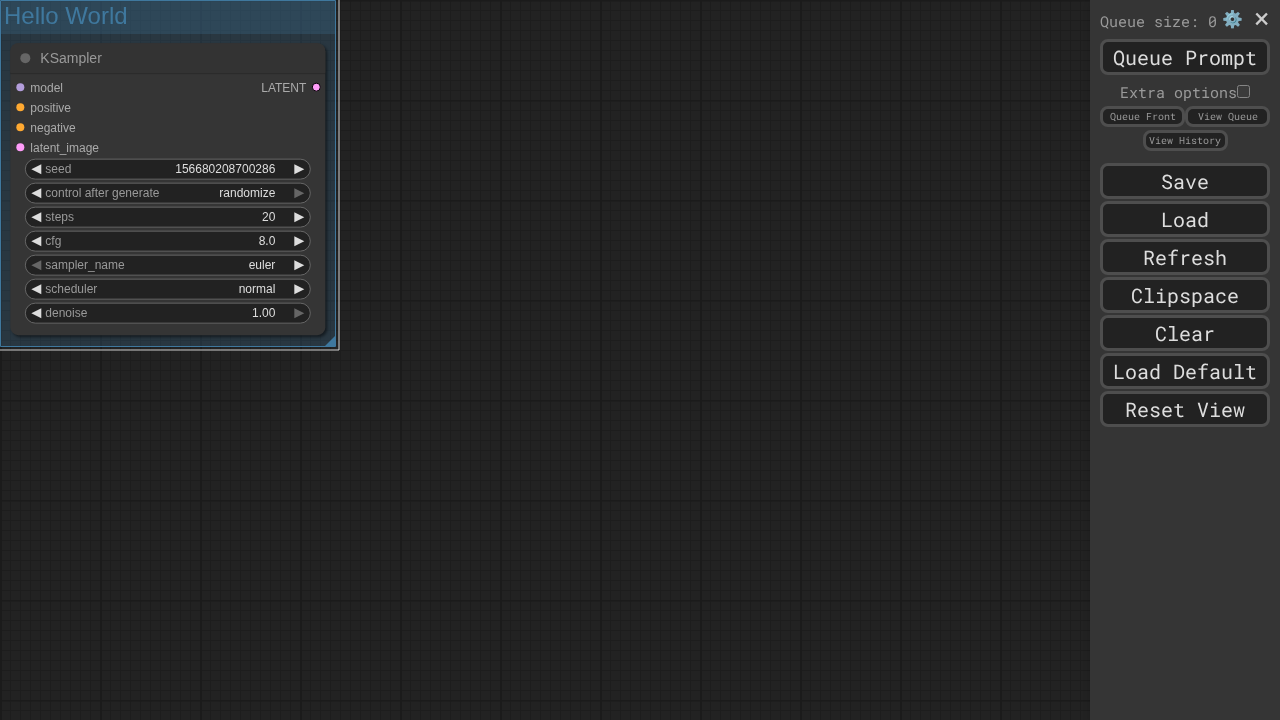 Hello World
KSampler
model LATENT
positive
negative
latent_image
seed 156680208700286
control after generate randomize
steps 20
cfg 8.0
sampler_name euler
scheduler normal
denoise 1.00
Queue size: 0
Queue Prompt
Extra options
Queue Front View Queue
View History
Save
Load
Refresh
Clipspace
Clear
Load Default
Reset View